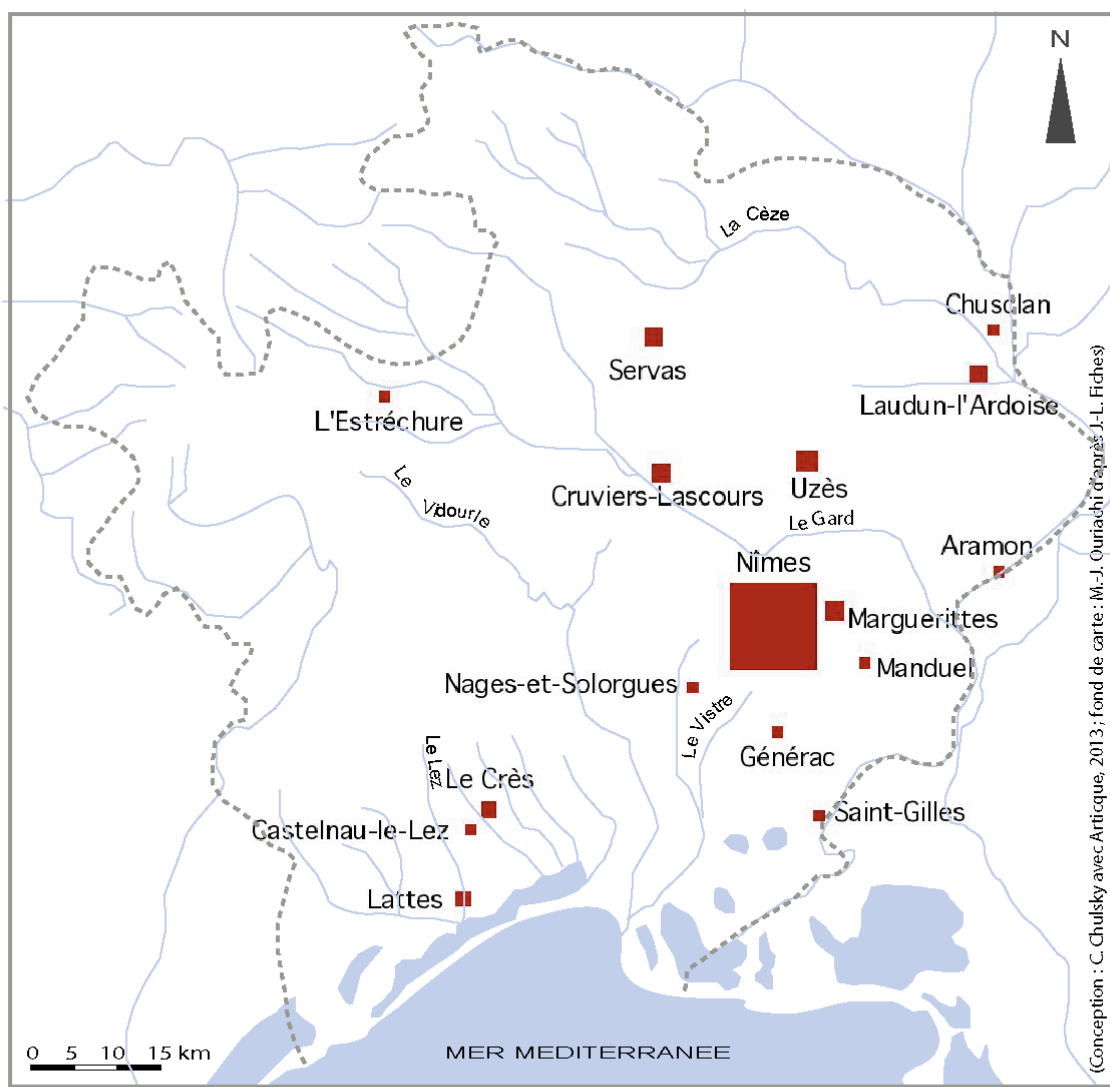 N
La Cèze
Chusclan
Servas
Laudun-l'Ardoise
L'Estréchure
Le Vidourle
Cruviers-Lascours
Uzès
Le Gard
Aramon
Nîmes
Marguerittes
Manduel
Nages-et-Solorgues
Le Vistre
Générac
Le Lez
Le Crès
Castelnau-le-Lez
Saint-Gilles
Lattes
0 5 10 15 km
MER MEDITERRANEE
(Conception : C. Chulsky avec Articque, 2013 ; fond de carte : M.-J. Ouriachi d'après J.-L. Fiches)